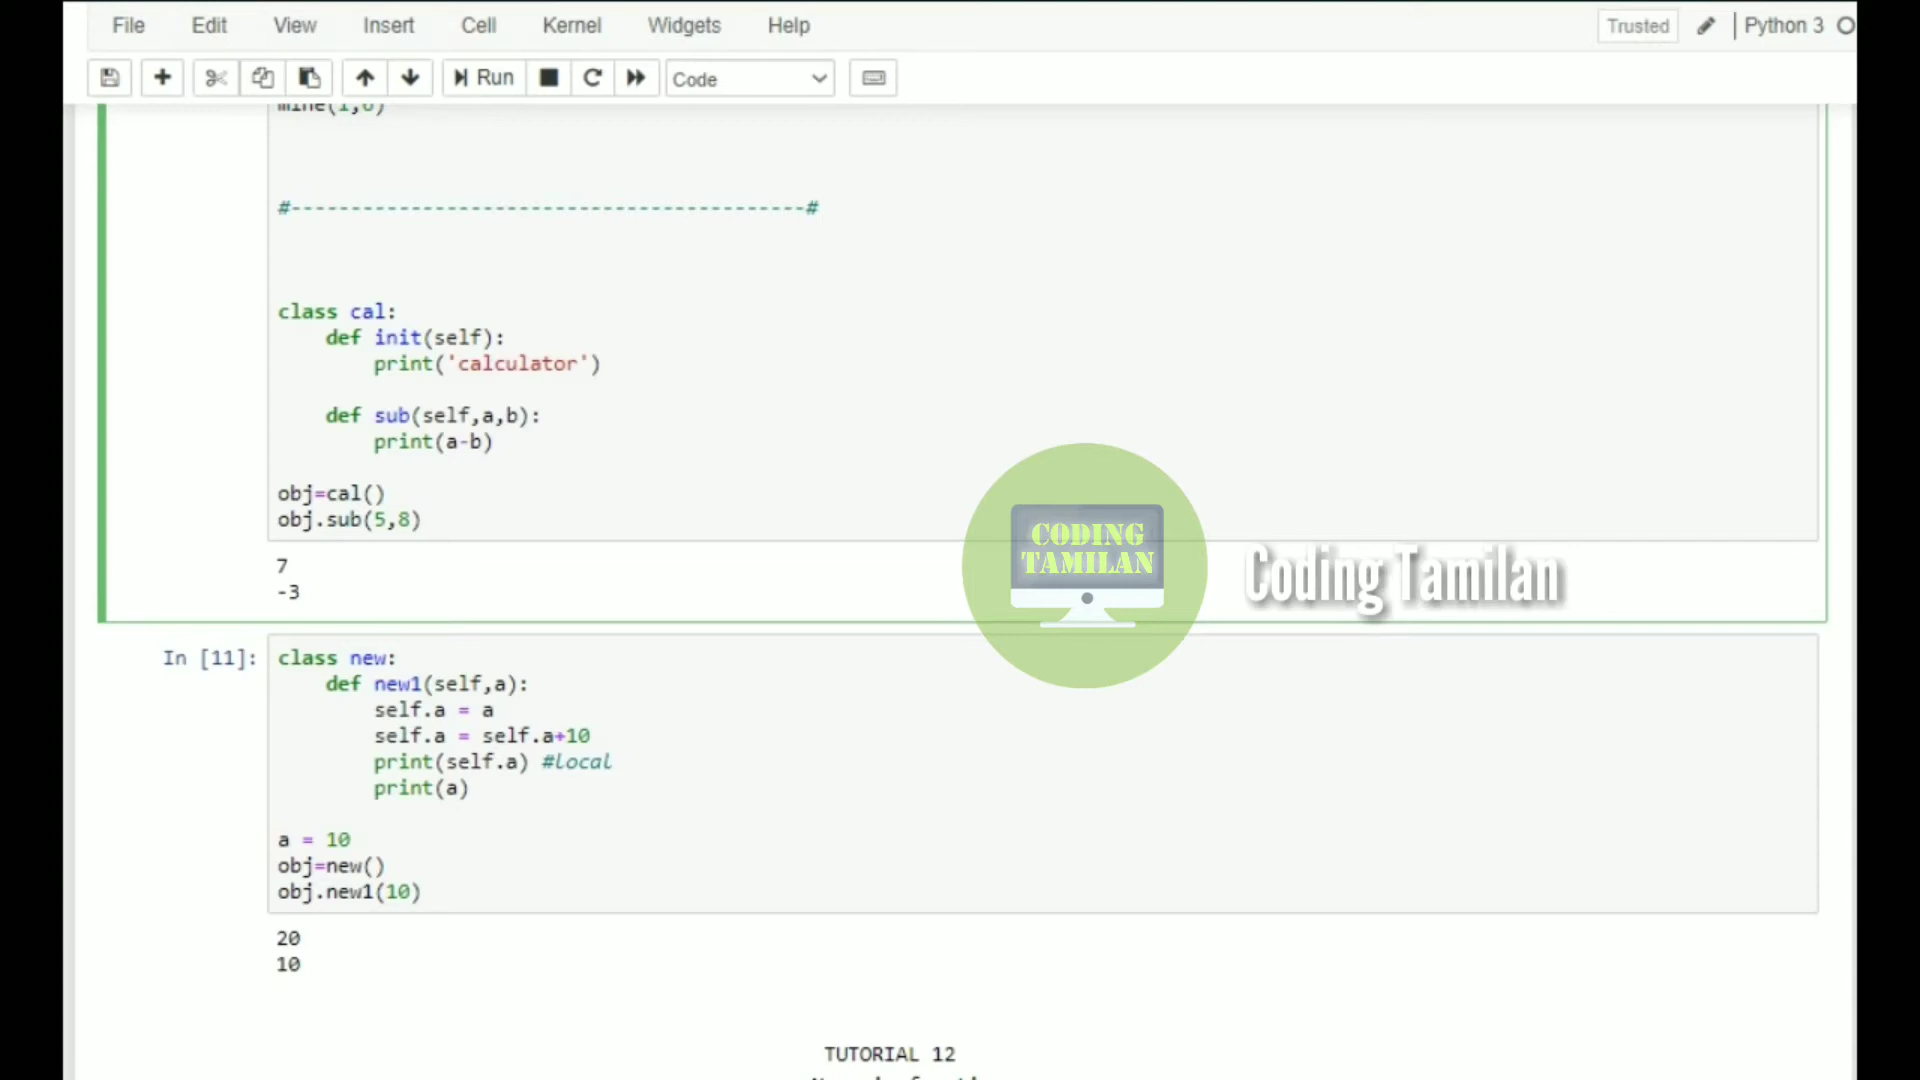 File Edit View Insert Cell Kernel Widgets Help Trusted Python 3
Run Code
#-------------------------------------------#
class cal:
def init(self):
print('calculator')
def sub(self,a,b):
print(a-b)
obj=cal()
obj.sub(5,8)
7
-3
CODING
TAMILAN
Coding Tamilan
In [11]: class new:
def new1(self,a):
self.a = a
self.a = self.a+10
print(self.a) #local
print(a)
a = 10
obj=new()
obj.new1(10)
20
10
TUTORIAL 12